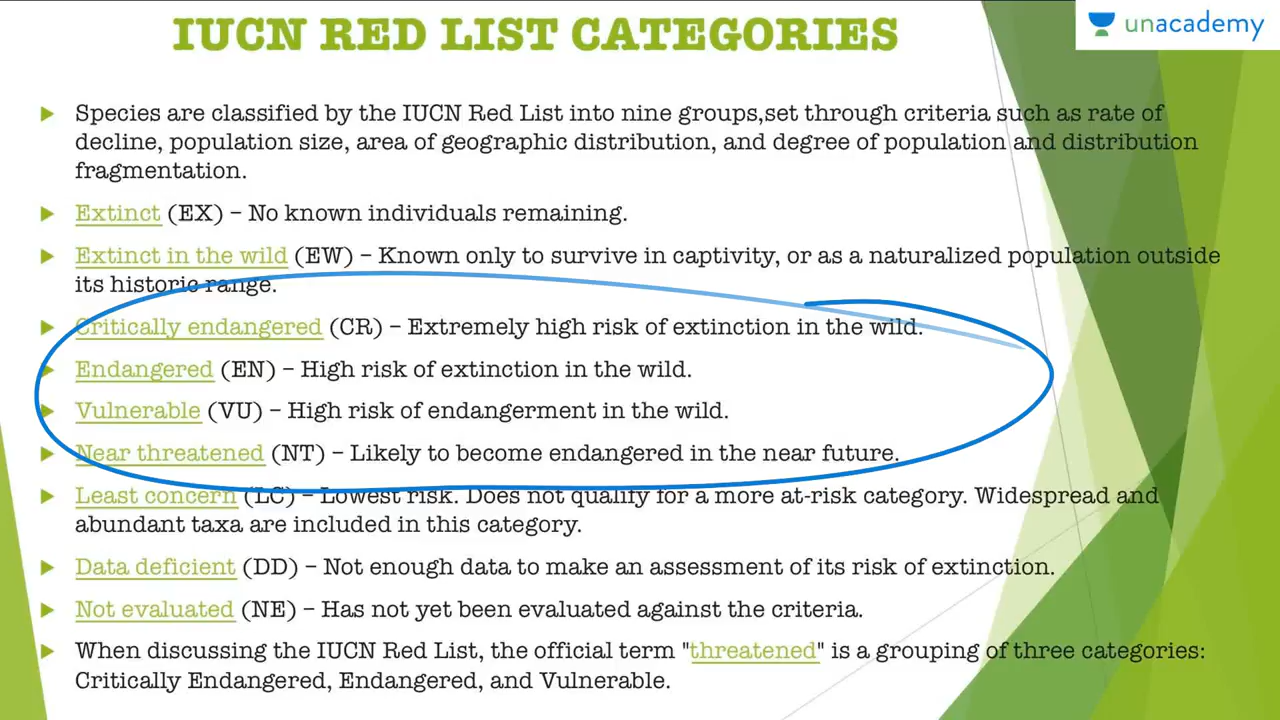 IUCN RED LIST CATEGORIES
unacademy
Species are classified by the IUCN Red List into nine groups,set through criteria such as rate of
decline, population size, area of geographic distribution, and degree of population and distribution
fragmentation.
Extinct (EX) – No known individuals remaining.
Extinct in the wild (EW) – Known only to survive in captivity, or as a naturalized population outside
its historic range.
Critically endangered (CR) – Extremely high risk of extinction in the wild.
Endangered (EN) – High risk of extinction in the wild.
Vulnerable (VU) – High risk of endangerment in the wild.
Near threatened (NT) – Likely to become endangered in the near future.
Least concern (LC) – Lowest risk. Does not qualify for a more at-risk category. Widespread and
abundant taxa are included in this category.
Data deficient (DD) – Not enough data to make an assessment of its risk of extinction.
Not evaluated (NE) – Has not yet been evaluated against the criteria.
When discussing the IUCN Red List, the official term "threatened" is a grouping of three categories:
Critically Endangered, Endangered, and Vulnerable.